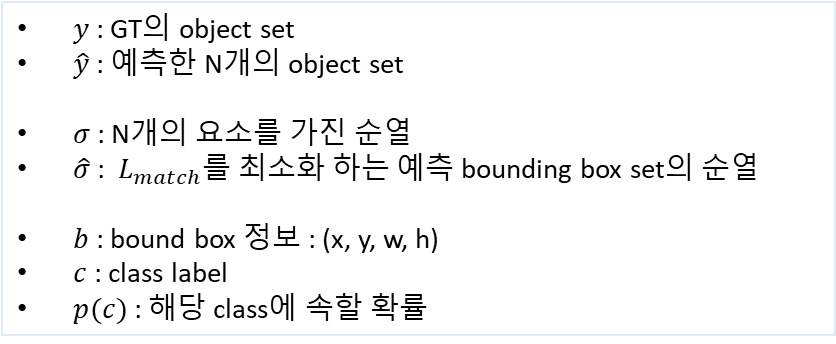 • y : GT의 object set
• ŷ : 예측한 N개의 object set
• σ : N개의 요소를 가진 순열
• σ̂ : L_match를 최소화 하는 예측 bounding box set의 순열
• b : bound box 정보 : (x, y, w, h)
• c : class label
• p(c) : 해당 class에 속할 확률